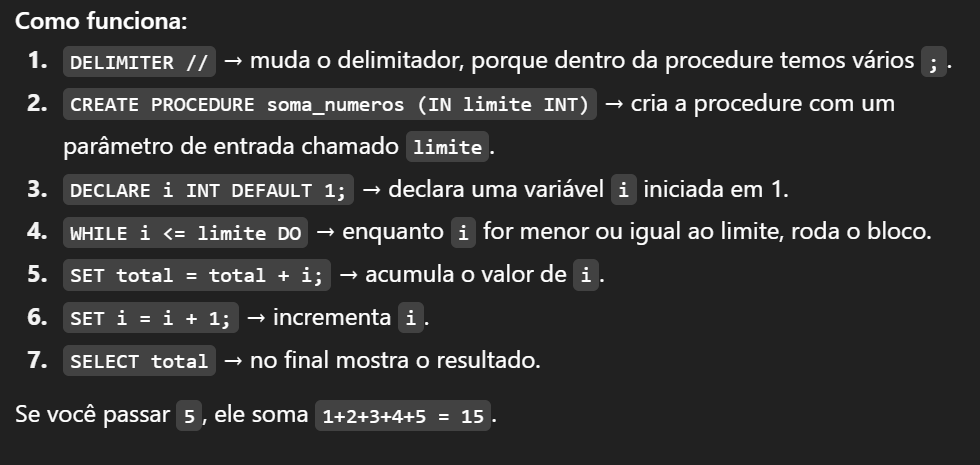 Como funciona:
1. DELIMITER // → muda o delimitador, porque dentro da procedure temos vários ; .
2. CREATE PROCEDURE soma_numeros (IN limite INT) → cria a procedure com um
parâmetro de entrada chamado limite .
3. DECLARE i INT DEFAULT 1; → declara uma variável i iniciada em 1.
4. WHILE i <= limite DO → enquanto i for menor ou igual ao limite, roda o bloco.
5. SET total = total + i; → acumula o valor de i .
6. SET i = i + 1; → incrementa i .
7. SELECT total → no final mostra o resultado.
Se você passar 5 , ele soma 1+2+3+4+5 = 15 .